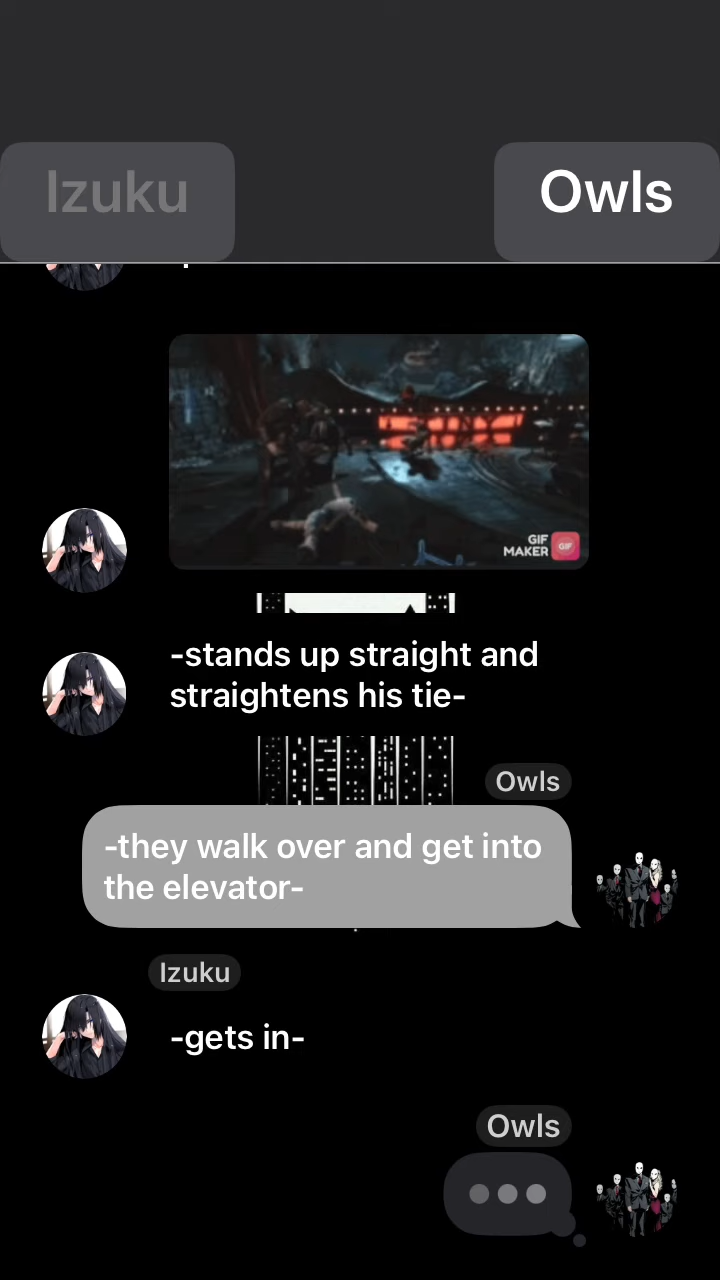 Izuku
Owls
GIF
MAKER
GIF
-stands up straight and
straightens his tie-
Owls
-they walk over and get into
the elevator-
Izuku
-gets in-
Owls